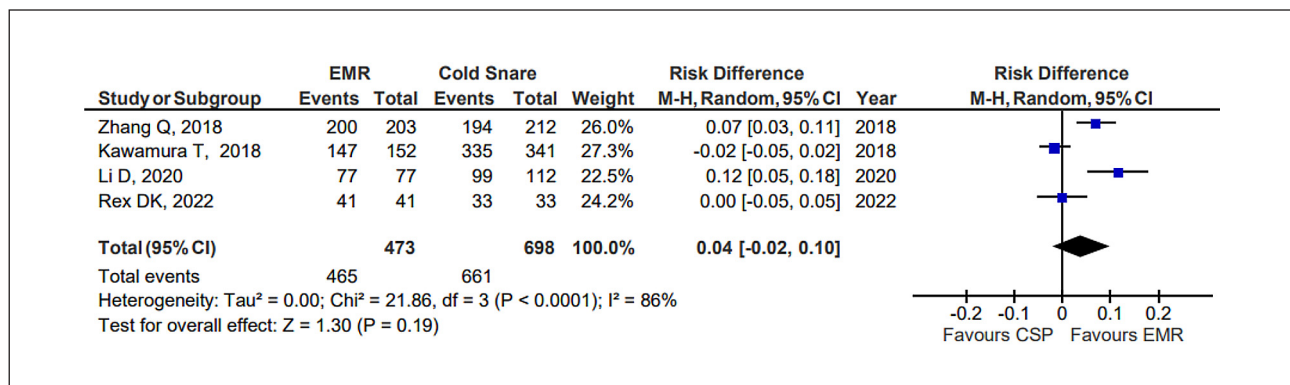 EMR Cold Snare Risk Difference Risk Difference
Study or Subgroup Events Total Events Total Weight M-H, Random, 95% CI Year M-H, Random, 95% CI
Zhang Q, 2018 200 203 194 212 26.0% 0.07 [0.03, 0.11] 2018
Kawamura T, 2018 147 152 335 341 27.3% -0.02 [-0.05, 0.02] 2018
Li D, 2020 77 77 99 112 22.5% 0.12 [0.05, 0.18] 2020
Rex DK, 2022 41 41 33 33 24.2% 0.00 [-0.05, 0.05] 2022
Total (95% CI) 473 698 100.0% 0.04 [-0.02, 0.10]
Total events 465 661
Heterogeneity: Tau² = 0.00; Chi² = 21.86, df = 3 (P < 0.0001); I² = 86%
Test for overall effect: Z = 1.30 (P = 0.19)
-0.2 -0.1 0 0.1 0.2
Favours CSP Favours EMR